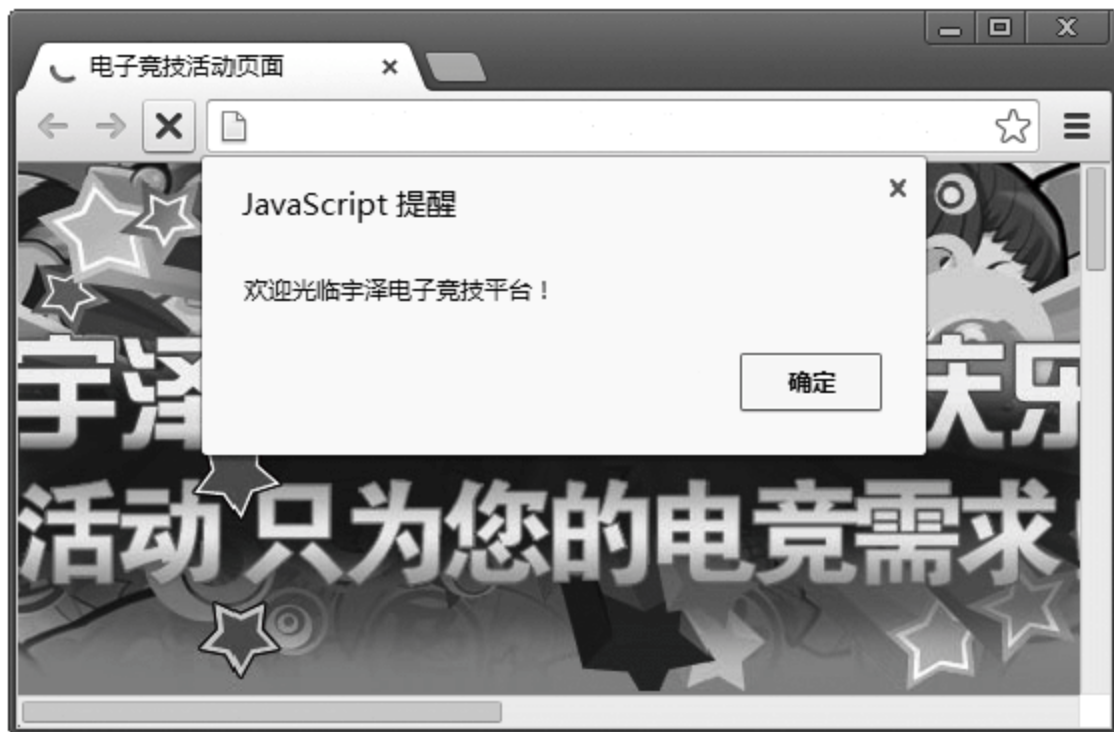 电子竞技活动页面
JavaScript 提醒
欢迎光临宇泽电子竞技平台！
确定
宇泽 庆乐
活动 只为您的电竞需求